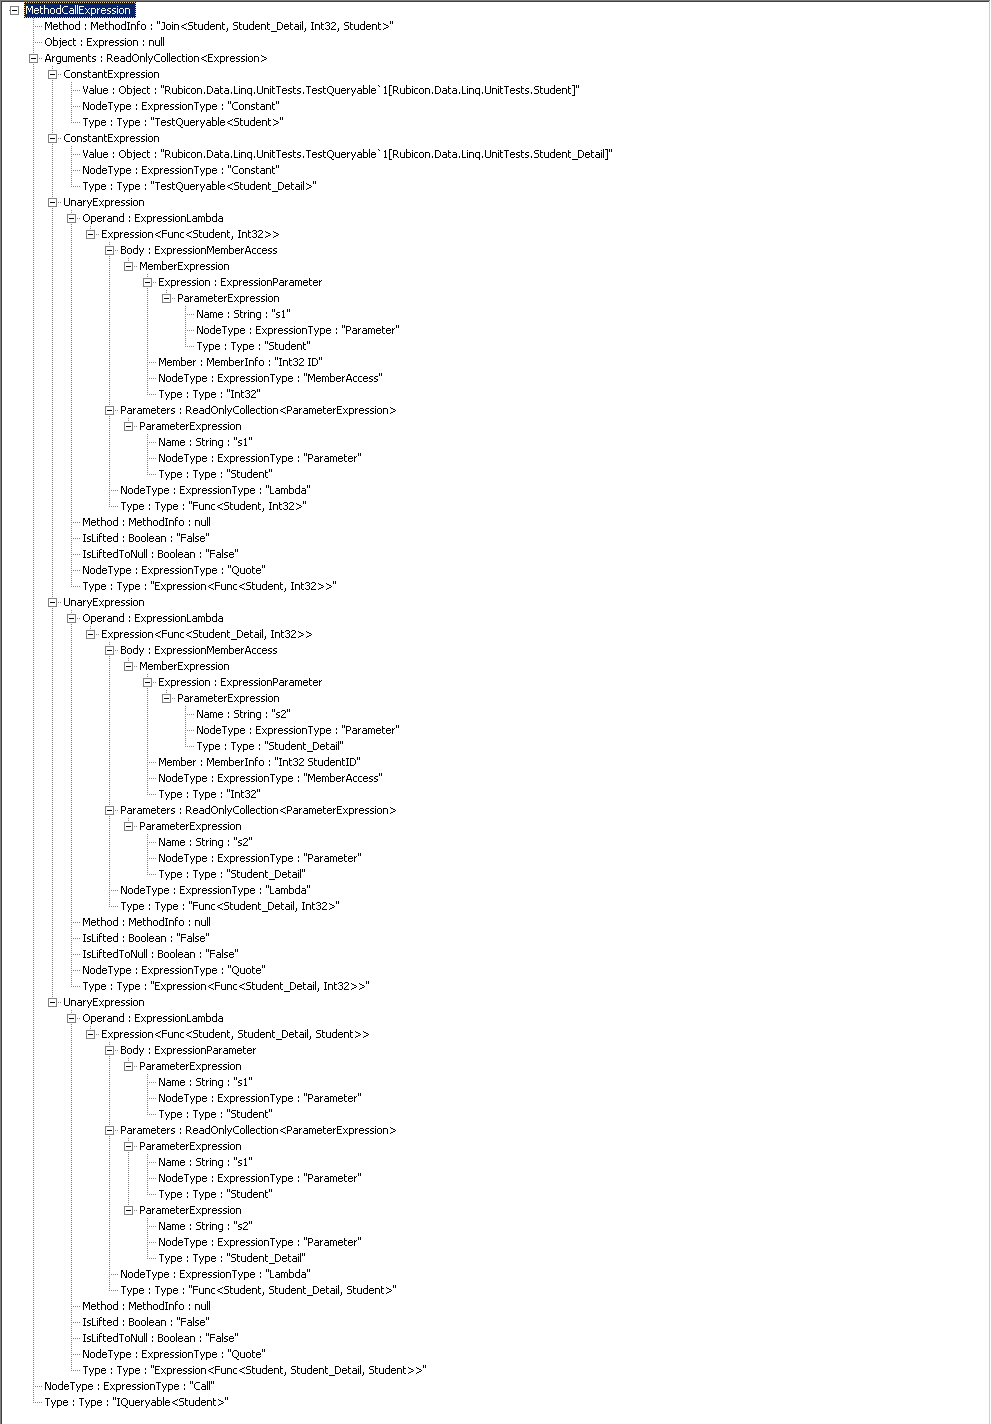 MethodCallExpression
Method : MethodInfo : "Join<Student, Student_Detail, Int32, Student>"
Object : Expression : null
Arguments : ReadOnlyCollection<Expression>
ConstantExpression
Value : Object : "Rubicon.Data.Linq.UnitTests.TestQueryable`1[Rubicon.Data.Linq.UnitTests.Student]"
NodeType : ExpressionType : "Constant"
Type : Type : "TestQueryable<Student>"
ConstantExpression
Value : Object : "Rubicon.Data.Linq.UnitTests.TestQueryable`1[Rubicon.Data.Linq.UnitTests.Student_Detail]"
NodeType : ExpressionType : "Constant"
Type : Type : "TestQueryable<Student_Detail>"
UnaryExpression
Operand : ExpressionLambda
Expression<Func<Student, Int32>>
Body : ExpressionMemberAccess
MemberExpression
Expression : ExpressionParameter
ParameterExpression
Name : String : "s1"
NodeType : ExpressionType : "Parameter"
Type : Type : "Student"
Member : MemberInfo : "Int32 ID"
NodeType : ExpressionType : "MemberAccess"
Type : Type : "Int32"
Parameters : ReadOnlyCollection<ParameterExpression>
ParameterExpression
Name : String : "s1"
NodeType : ExpressionType : "Parameter"
Type : Type : "Student"
NodeType : ExpressionType : "Lambda"
Type : Type : "Func<Student, Int32>"
Method : MethodInfo : null
IsLifted : Boolean : "False"
IsLiftedToNull : Boolean : "False"
NodeType : ExpressionType : "Quote"
Type : Type : "Expression<Func<Student, Int32>>"
UnaryExpression
Operand : ExpressionLambda
Expression<Func<Student_Detail, Int32>>
Body : ExpressionMemberAccess
MemberExpression
Expression : ExpressionParameter
ParameterExpression
Name : String : "s2"
NodeType : ExpressionType : "Parameter"
Type : Type : "Student_Detail"
Member : MemberInfo : "Int32 StudentID"
NodeType : ExpressionType : "MemberAccess"
Type : Type : "Int32"
Parameters : ReadOnlyCollection<ParameterExpression>
ParameterExpression
Name : String : "s2"
NodeType : ExpressionType : "Parameter"
Type : Type : "Student_Detail"
NodeType : ExpressionType : "Lambda"
Type : Type : "Func<Student_Detail, Int32>"
Method : MethodInfo : null
IsLifted : Boolean : "False"
IsLiftedToNull : Boolean : "False"
NodeType : ExpressionType : "Quote"
Type : Type : "Expression<Func<Student_Detail, Int32>>"
UnaryExpression
Operand : ExpressionLambda
Expression<Func<Student, Student_Detail, Student>>
Body : ExpressionParameter
ParameterExpression
Name : String : "s1"
NodeType : ExpressionType : "Parameter"
Type : Type : "Student"
Parameters : ReadOnlyCollection<ParameterExpression>
ParameterExpression
Name : String : "s1"
NodeType : ExpressionType : "Parameter"
Type : Type : "Student"
ParameterExpression
Name : String : "s2"
NodeType : ExpressionType : "Parameter"
Type : Type : "Student_Detail"
NodeType : ExpressionType : "Lambda"
Type : Type : "Func<Student, Student_Detail, Student>"
Method : MethodInfo : null
IsLifted : Boolean : "False"
IsLiftedToNull : Boolean : "False"
NodeType : ExpressionType : "Quote"
Type : Type : "Expression<Func<Student, Student_Detail, Student>>"
NodeType : ExpressionType : "Call"
Type : Type : "IQueryable<Student>"